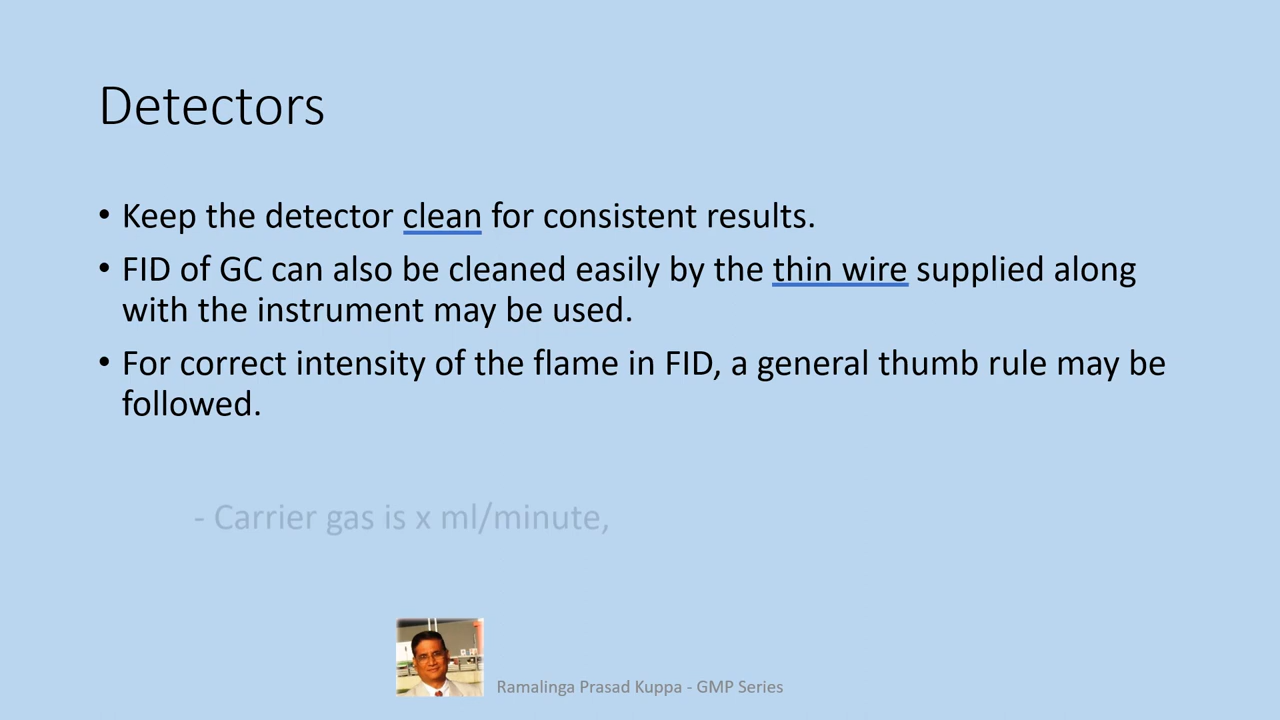 Detectors
• Keep the detector clean for consistent results.
• FID of GC can also be cleaned easily by the thin wire supplied along
with the instrument may be used.
• For correct intensity of the flame in FID, a general thumb rule may be
followed.
- Carrier gas is x ml/minute,
Ramalinga Prasad Kuppa - GMP Series